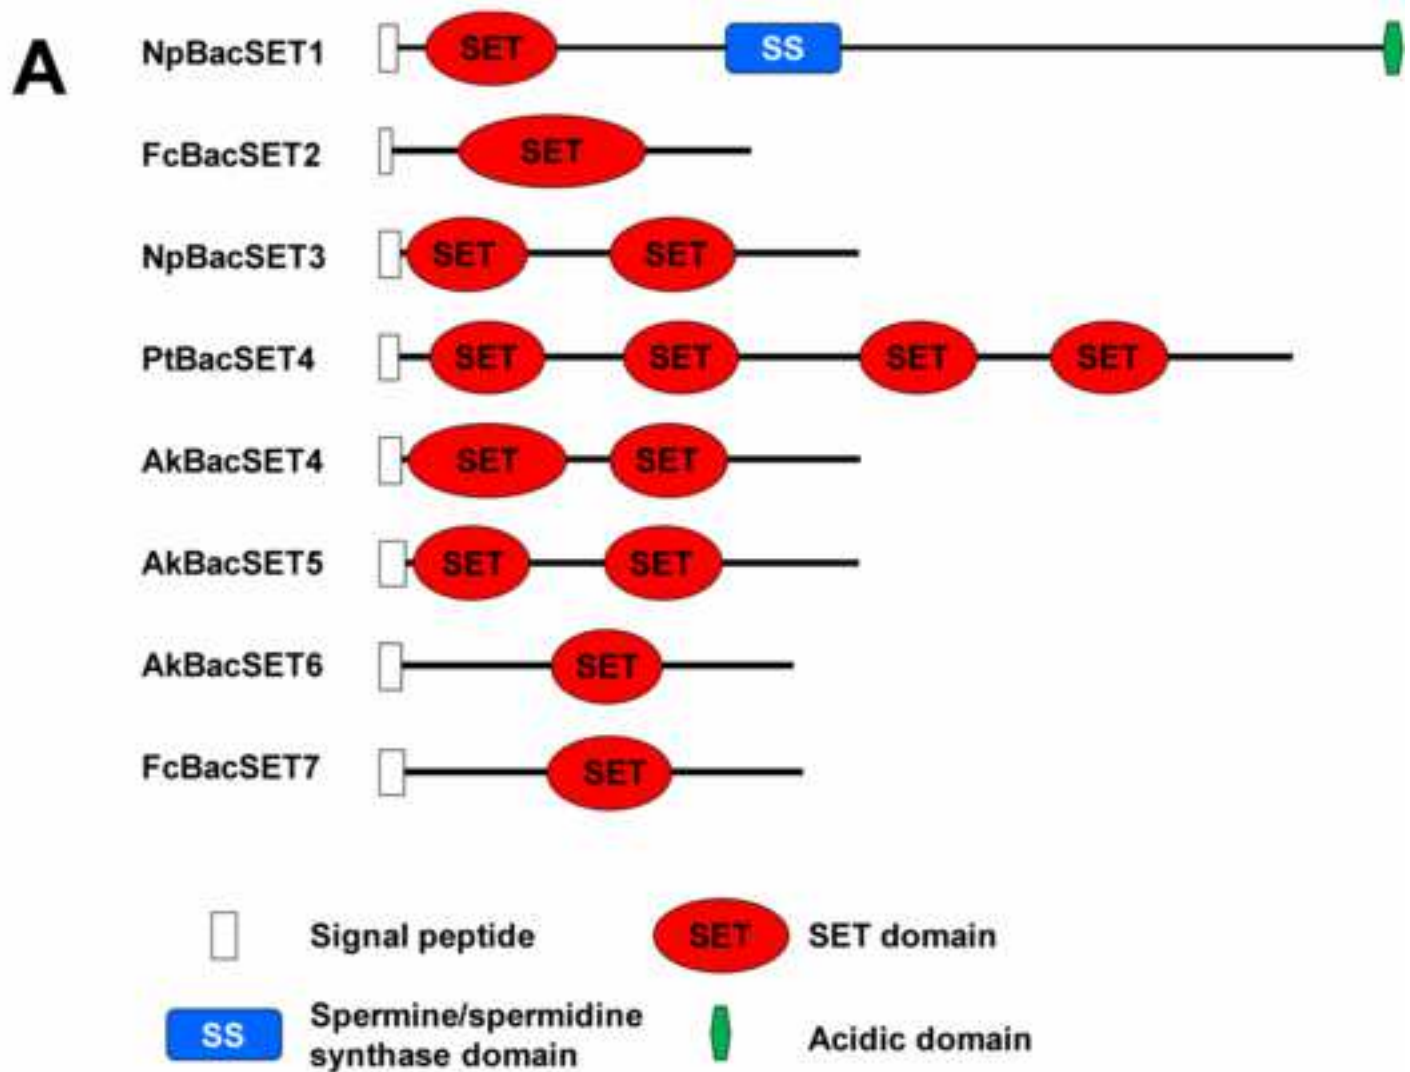 A
NpBacSET1 SET SS
FcBacSET2 SET
NpBacSET3 SET SET
PtBacSET4 SET SET SET SET
AkBacSET4 SET SET
AkBacSET5 SET SET
AkBacSET6 SET
FcBacSET7 SET
Signal peptide SET SET domain
SS Spermine/spermidine
synthase domain
Acidic domain